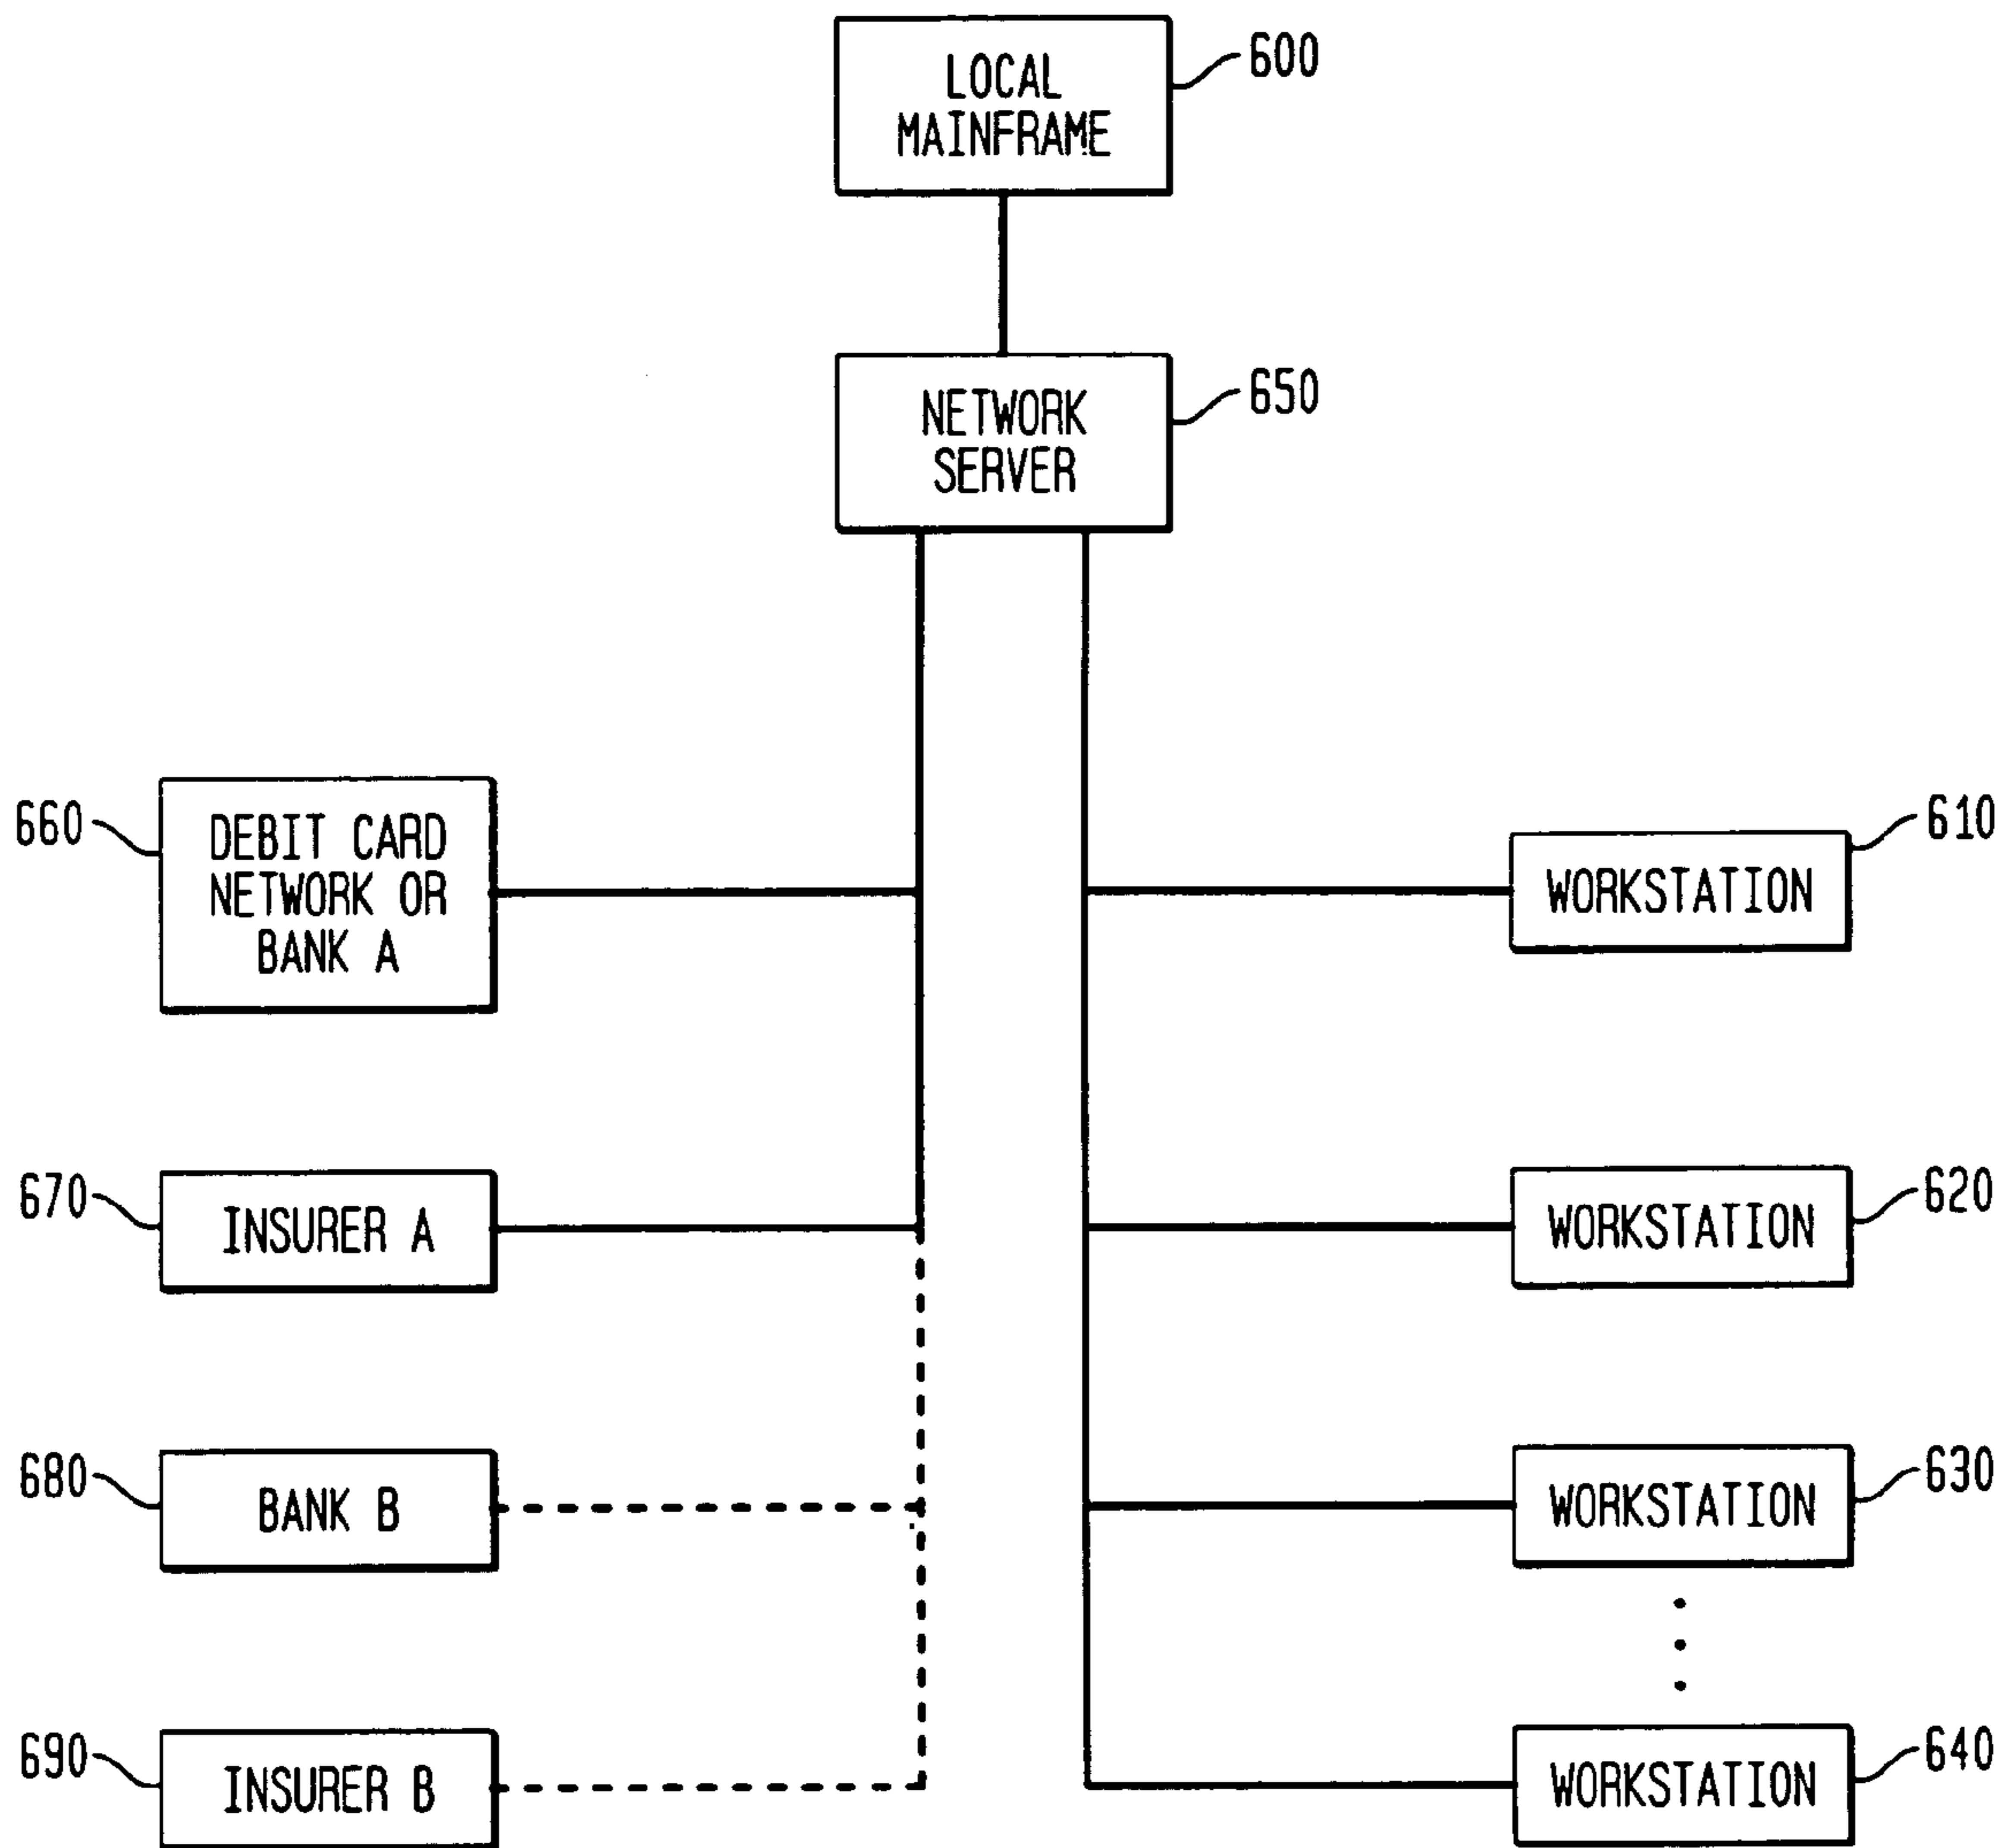 LOCAL
MAINFRAME
600
NETWORK
SERVER
650
660
DEBIT CARD
NETWORK OR
BANK A
610
WORKSTATION
670
INSURER A
620
WORKSTATION
680
BANK B
630
WORKSTATION
690
INSURER B
640
WORKSTATION